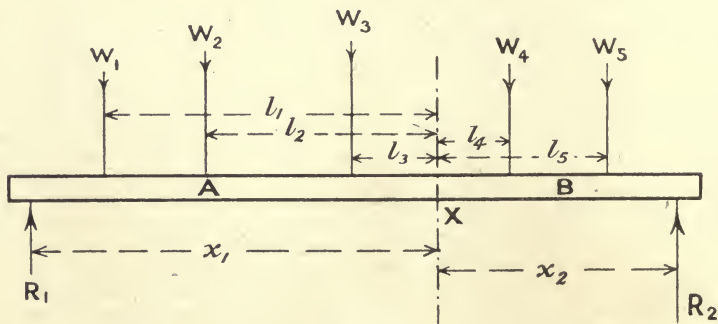 W₁ W₂ W₃ W₄ W₅
l₁
l₂
l₃ l₄ l₅
A B
X
x₁ x₂
R₁ R₂